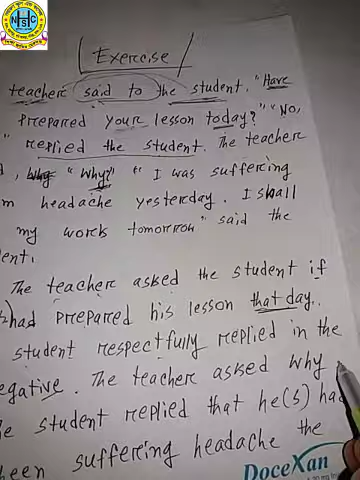 Exercise
teacher said to the student. "Have
prepared your lesson today?" "No,
" replied the student. The teacher
"Why?" "I was suffering
headache yesterday. I shall
my work tomorrow" said the
ent.
The teacher asked the student if
had prepared his lesson that day.
student respectfully replied in the
egative. The teacher asked why
student replied that he(s) had
been suffering headache the
DoceXan